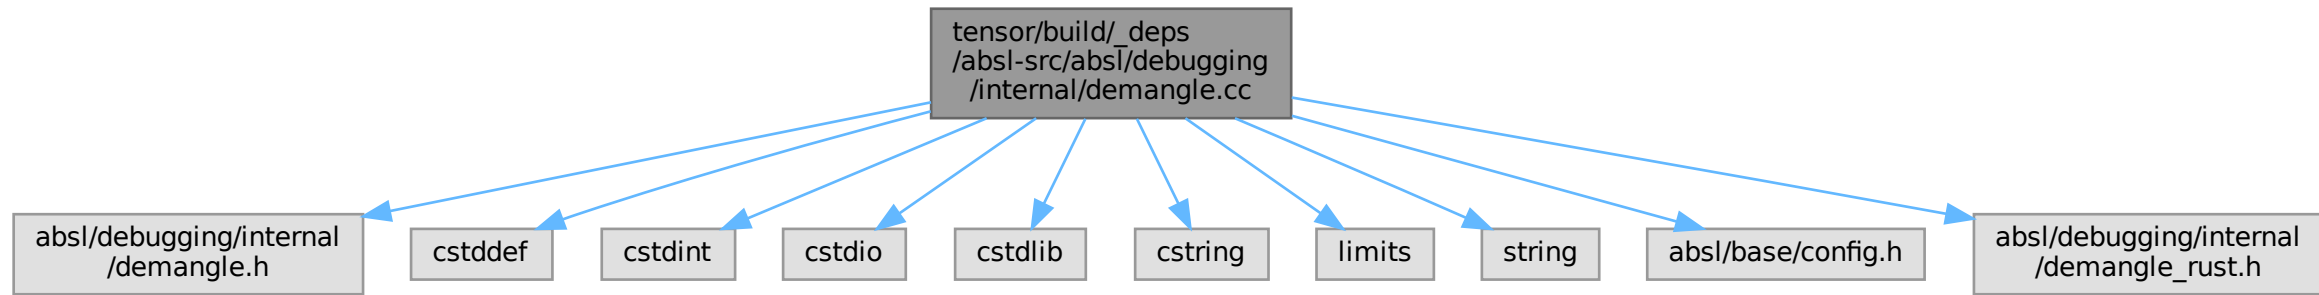 tensor/build/_deps
/absl-src/absl/debugging
/internal/demangle.cc
absl/debugging/internal
/demangle.h
cstddef
cstdint
cstdio
cstdlib
cstring
limits
string
absl/base/config.h
absl/debugging/internal
/demangle_rust.h